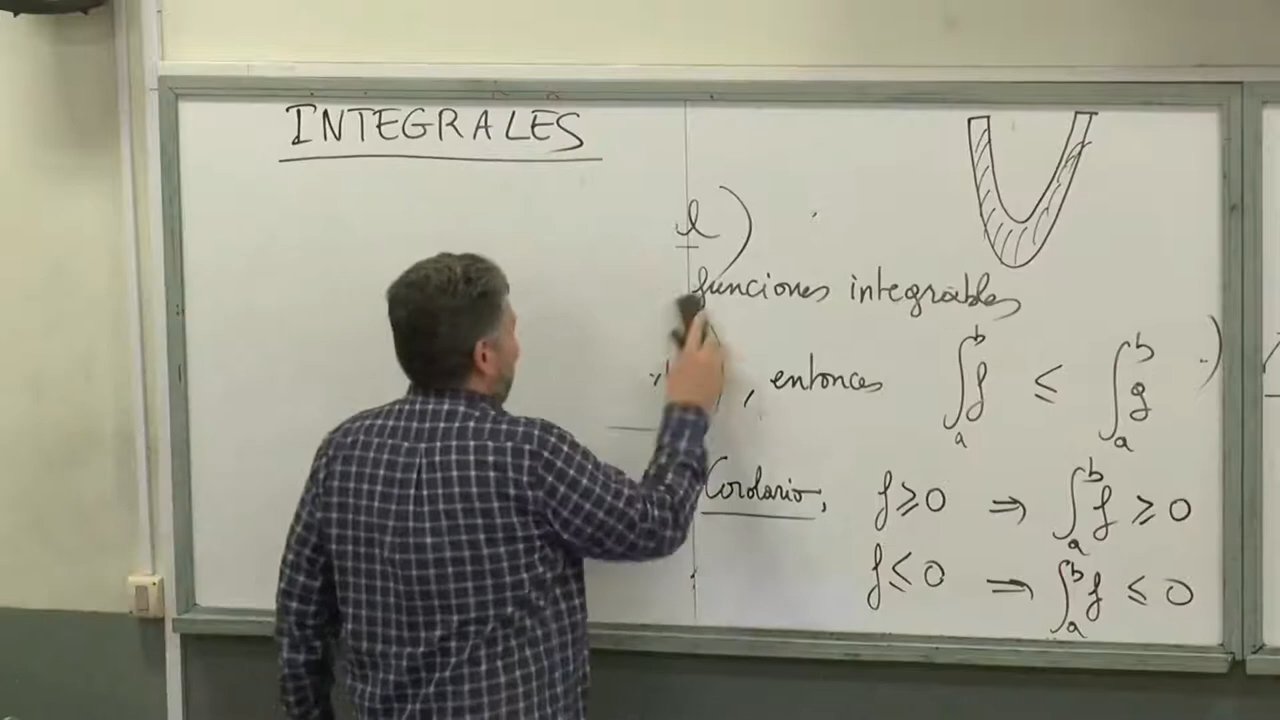 INTEGRALES
l)
funciones integrables
, entonces ∫_a^b f ≤ ∫_a^b g .)
Corolario, f ≥ 0 ⇒ ∫_a^b f ≥ 0
f ≤ 0 ⇒ ∫_a^b f ≤ 0